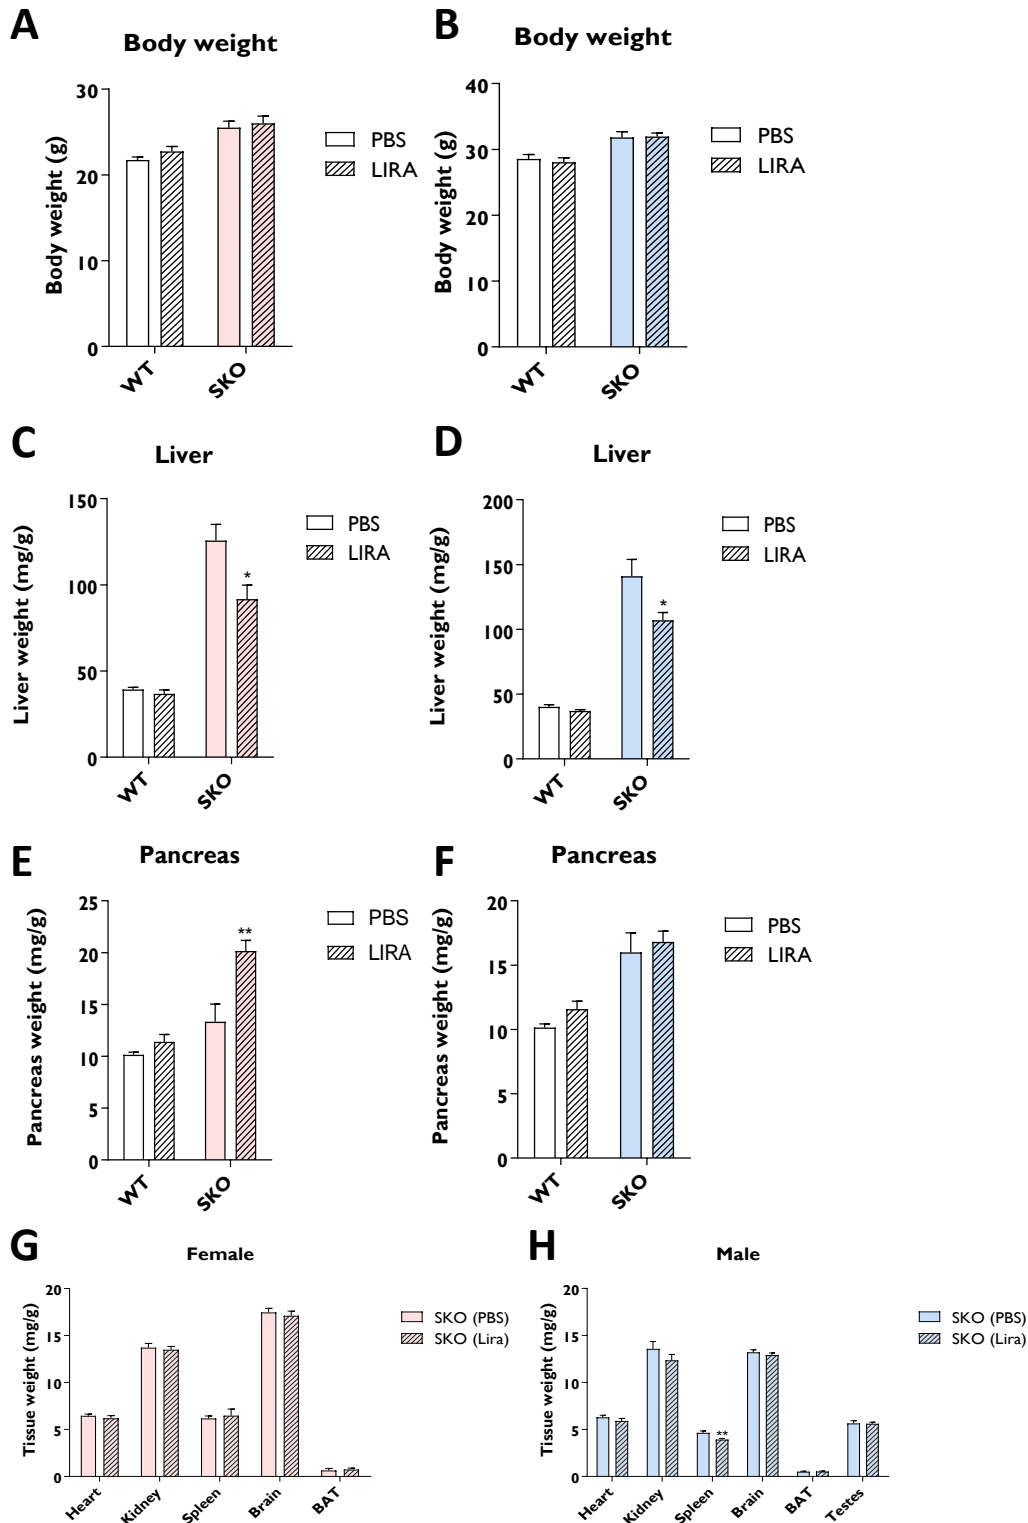 A
Body weight
Body weight (g)
30
20
10
0
WT
SKO
PBS
LIRA
B
Body weight
Body weight (g)
40
30
20
10
0
WT
SKO
PBS
LIRA
C
Liver
Liver weight (mg/g)
150
100
50
0
*
WT
SKO
PBS
LIRA
D
Liver
Liver weight (mg/g)
200
150
100
50
0
*
WT
SKO
PBS
LIRA
E
Pancreas
Pancreas weight (mg/g)
25
20
15
10
5
0
**
WT
SKO
PBS
LIRA
F
Pancreas
Pancreas weight (mg/g)
20
15
10
5
0
WT
SKO
PBS
LIRA
G
Female
Tissue weight (mg/g)
20
15
10
5
0
Heart
Kidney
Spleen
Brain
BAT
SKO (PBS)
SKO (Lira)
H
Male
Tissue weight (mg/g)
20
15
10
5
0
**
Heart
Kidney
Spleen
Brain
BAT
Testes
SKO (PBS)
SKO (Lira)